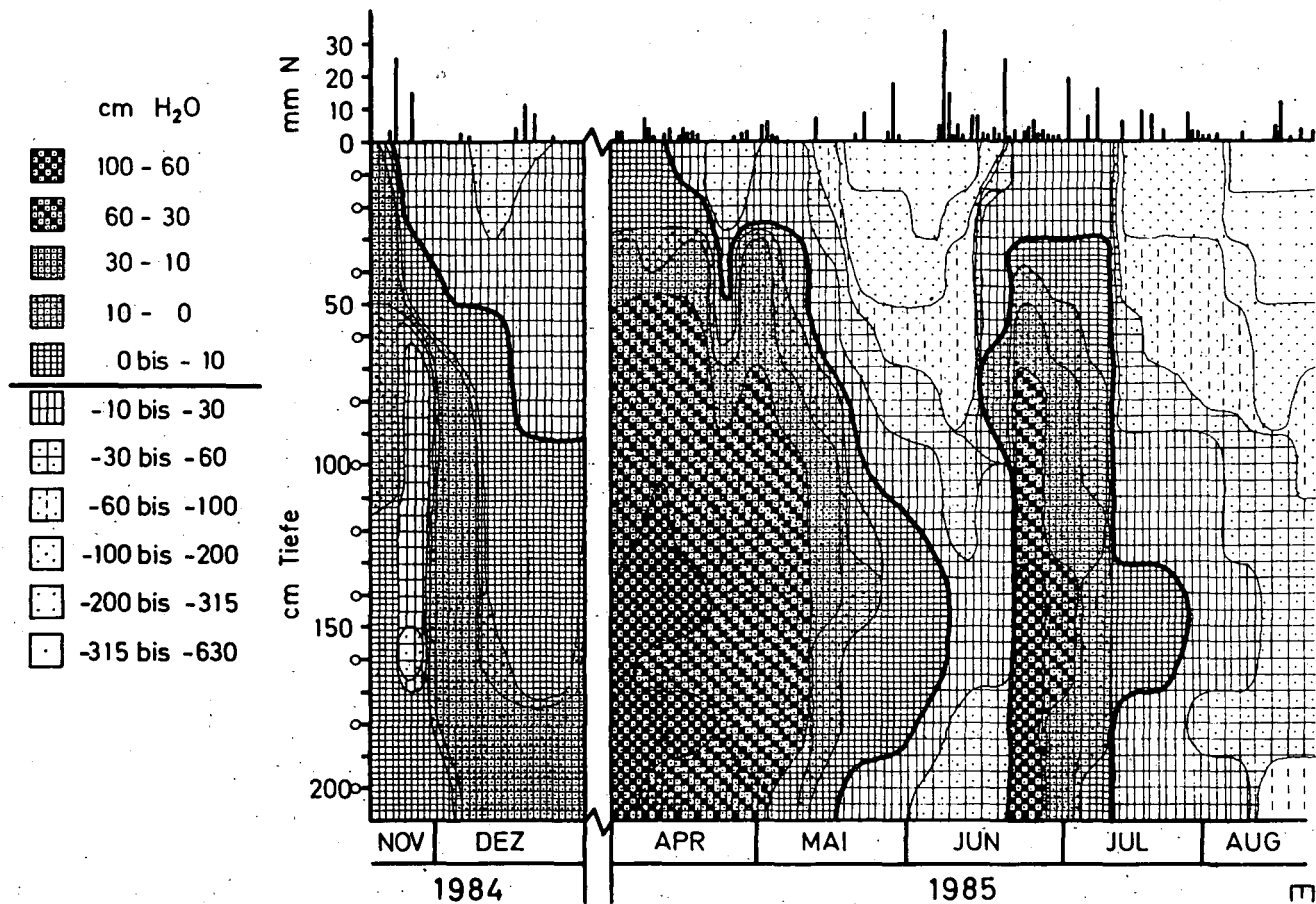 cm H₂O
100 - 60
60 - 30
30 - 10
10 - 0
0 bis - 10
-10 bis -30
-30 bis -60
-60 bis -100
-100 bis -200
-200 bis -315
-315 bis -630
mm N
30
20
10
0
50
100
150
200
cm Tiefe
NOV DEZ APR MAI JUN JUL AUG
1984 1985